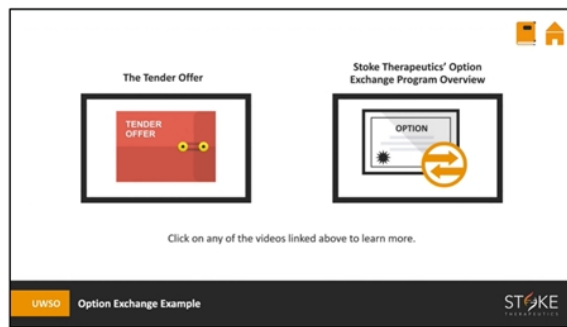 The Tender Offer
Stoke Therapeutics’ Option
Exchange Program Overview
TENDER
OFFER
OPTION
Click on any of the videos linked above to learn more.
UWSO
Option Exchange Example
STOKE
THERAPEUTICS